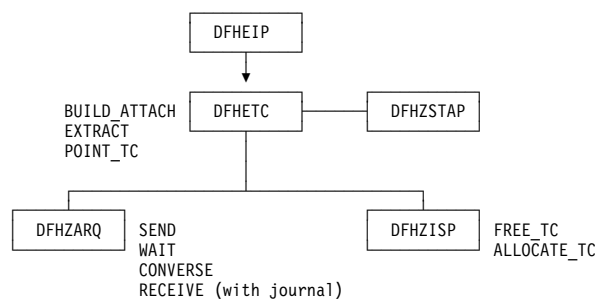 DFHEIP
BUILD_ATTACH
EXTRACT
POINT_TC
DFHETC
DFHZSTAP
DFHZARQ
SEND
WAIT
CONVERSE
RECEIVE (with journal)
DFHZISP
FREE_TC
ALLOCATE_TC